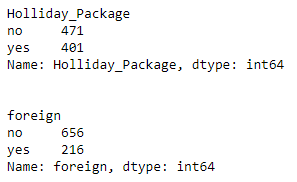 Holliday_Package
no     471
yes    401
Name: Holliday_Package, dtype: int64
foreign
no     656
yes    216
Name: foreign, dtype: int64